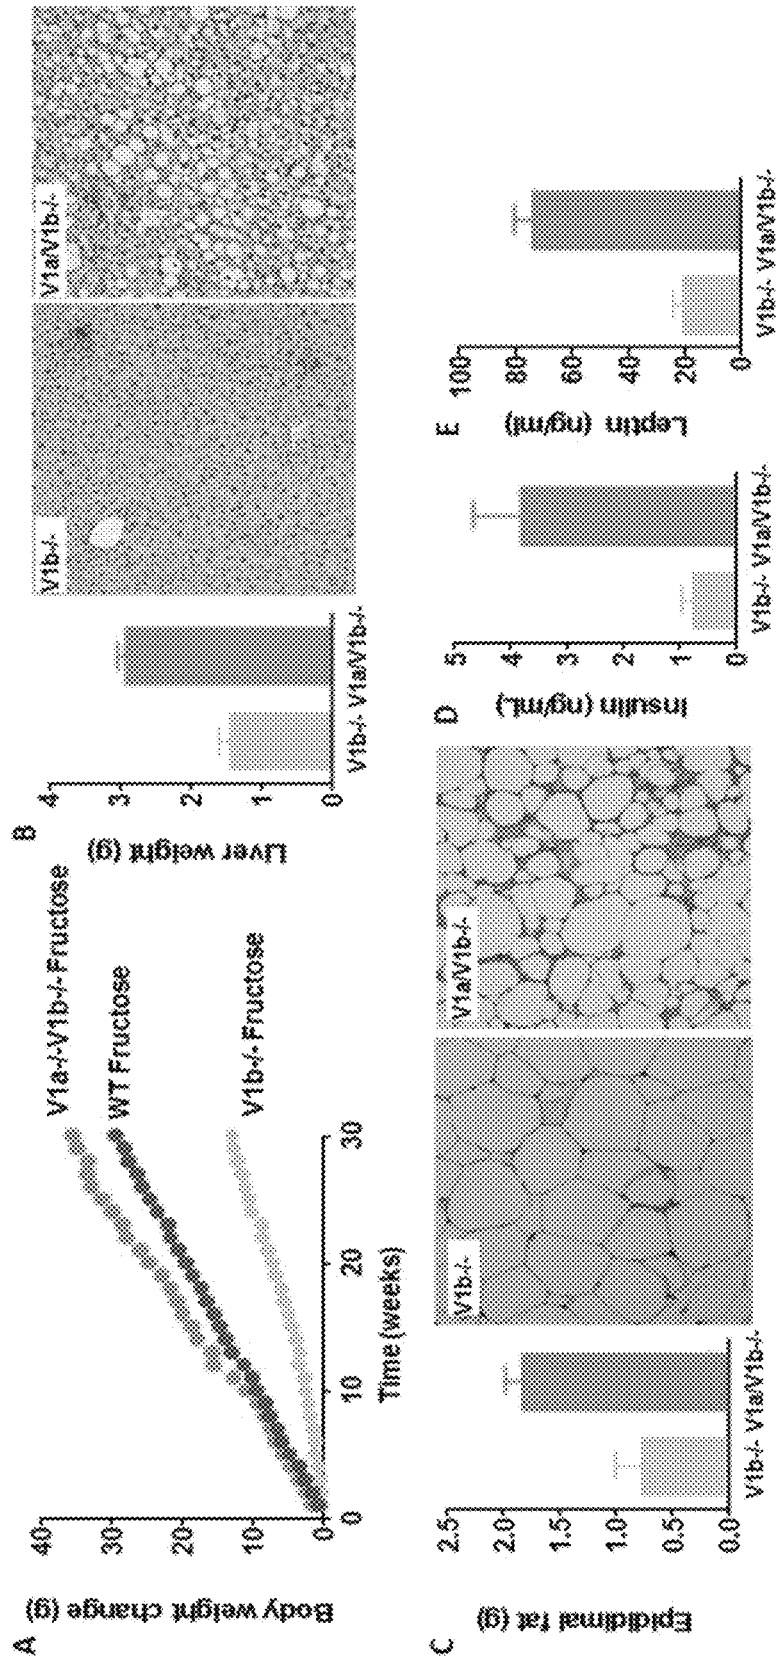 A
Body weight change (g)
40
30
20
10
0
0
10
20
30
Time (weeks)
V1a-/-V1b-/- Fructose
WT Fructose
V1b-/- Fructose
B
Liver weight (g)
4
3
2
1
0
V1b-/- V1a/V1b-/-
V1b-/-
V1a/V1b-/-
C
Epididimal fat (g)
2.5
2.0
1.5
1.0
0.5
0.0
V1b-/- V1a/V1b-/-
V1b-/-
V1a/V1b-/-
D
Insulin (ng/mL)
5
4
3
2
1
0
V1b-/- V1a/V1b-/-
E
Leptin (ng/ml)
100
80
60
40
20
0
V1b-/- V1a/V1b-/-